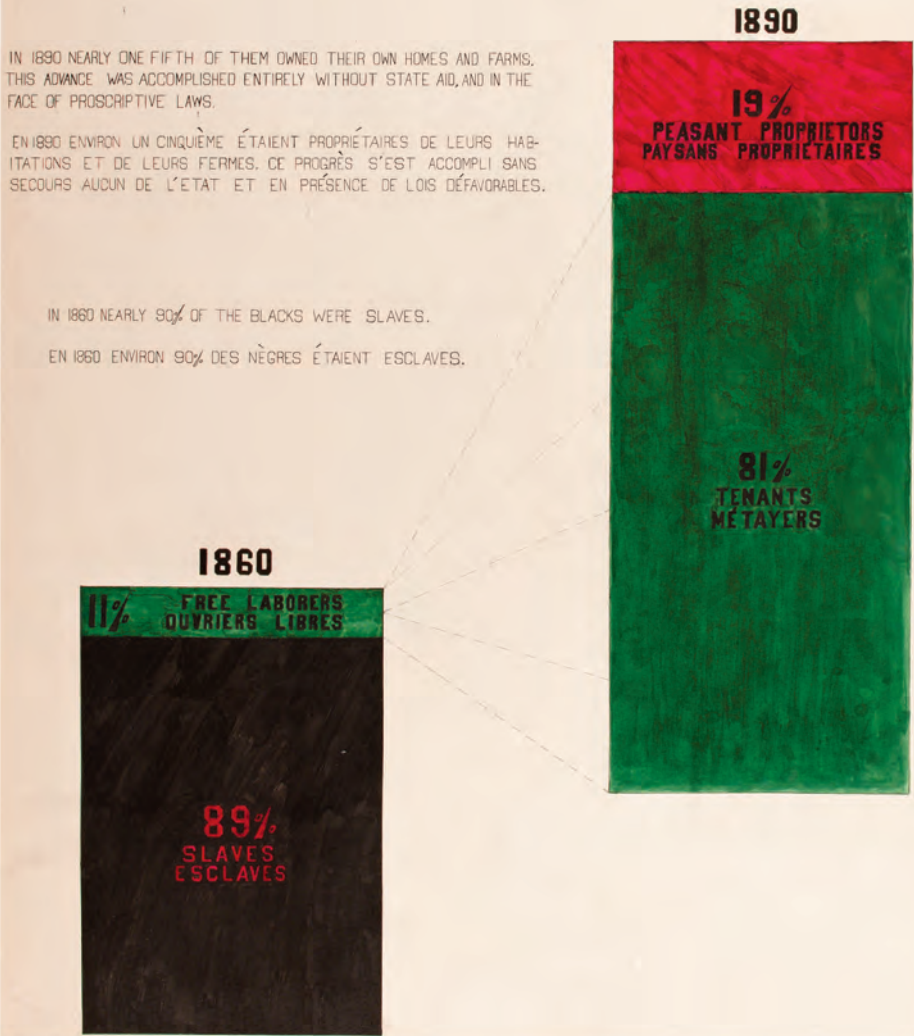 1890
IN 1890 NEARLY ONE FIFTH OF THEM OWNED THEIR OWN HOMES AND FARMS.
THIS ADVANCE WAS ACCOMPLISHED ENTIRELY WITHOUT STATE AID, AND IN THE
FACE OF PROSCRIPTIVE LAWS.
EN 1890 ENVIRON UN CINQUIÈME ÉTAIENT PROPRIÉTAIRES DE LEURS HAB-
ITATIONS ET DE LEURS FERMES. CE PROGRÈS S'EST ACCOMPLI SANS
SECOURS AUCUN DE L'ETAT ET EN PRÉSENCE DE LOIS DÉFAVORABLES.
19%
PEASANT PROPRIETORS
PAYSANS PROPRIÉTAIRES
IN 1860 NEARLY 90% OF THE BLACKS WERE SLAVES.
EN 1860 ENVIRON 90% DES NÈGRES ÉTAIENT ESCLAVES.
81%
TENANTS
MÉTAYERS
1860
11% FREE LABORERS
OUVRIERS LIBRES
89%
SLAVES
ESCLAVES